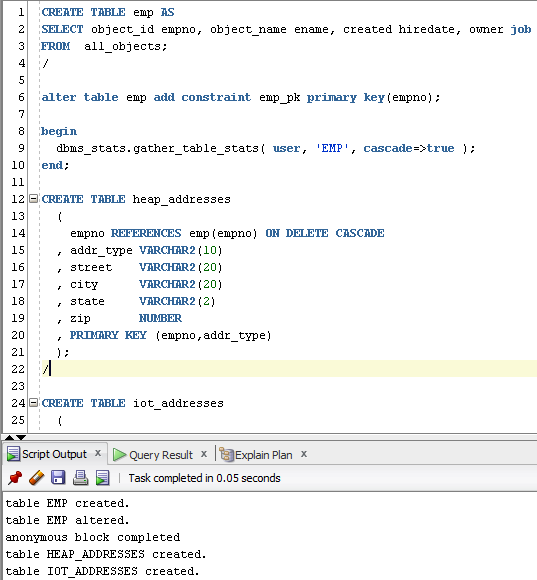 1 CREATE TABLE emp AS
2 SELECT object_id empno, object_name ename, created hiredate, owner job
3 FROM  all_objects;
4 /
5
6 alter table emp add constraint emp_pk primary key(empno);
7
8 begin
9   dbms_stats.gather_table_stats( user, 'EMP', cascade=>true );
10 end;
11
12 CREATE TABLE heap_addresses
13   (
14     empno REFERENCES emp(empno) ON DELETE CASCADE
15   , addr_type VARCHAR2(10)
16   , street    VARCHAR2(20)
17   , city      VARCHAR2(20)
18   , state     VARCHAR2(2)
19   , zip       NUMBER
20   , PRIMARY KEY (empno,addr_type)
21   );
22 /
23
24 CREATE TABLE iot_addresses
25   (
Script Output x Query Result x Explain Plan x
Task completed in 0.05 seconds
table EMP created.
table EMP altered.
anonymous block completed
table HEAP_ADDRESSES created.
table IOT_ADDRESSES created.